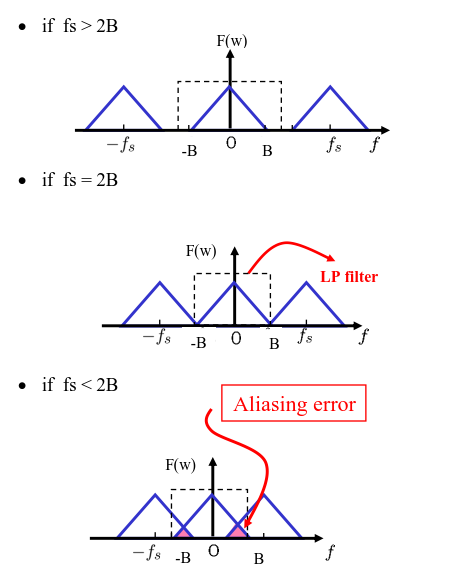 • if fs > 2B
F(w)
−fs -B O B fs f
• if fs = 2B
F(w)
LP filter
−fs -B O B fs f
• if fs < 2B
Aliasing error
F(w)
−fs -B O B f